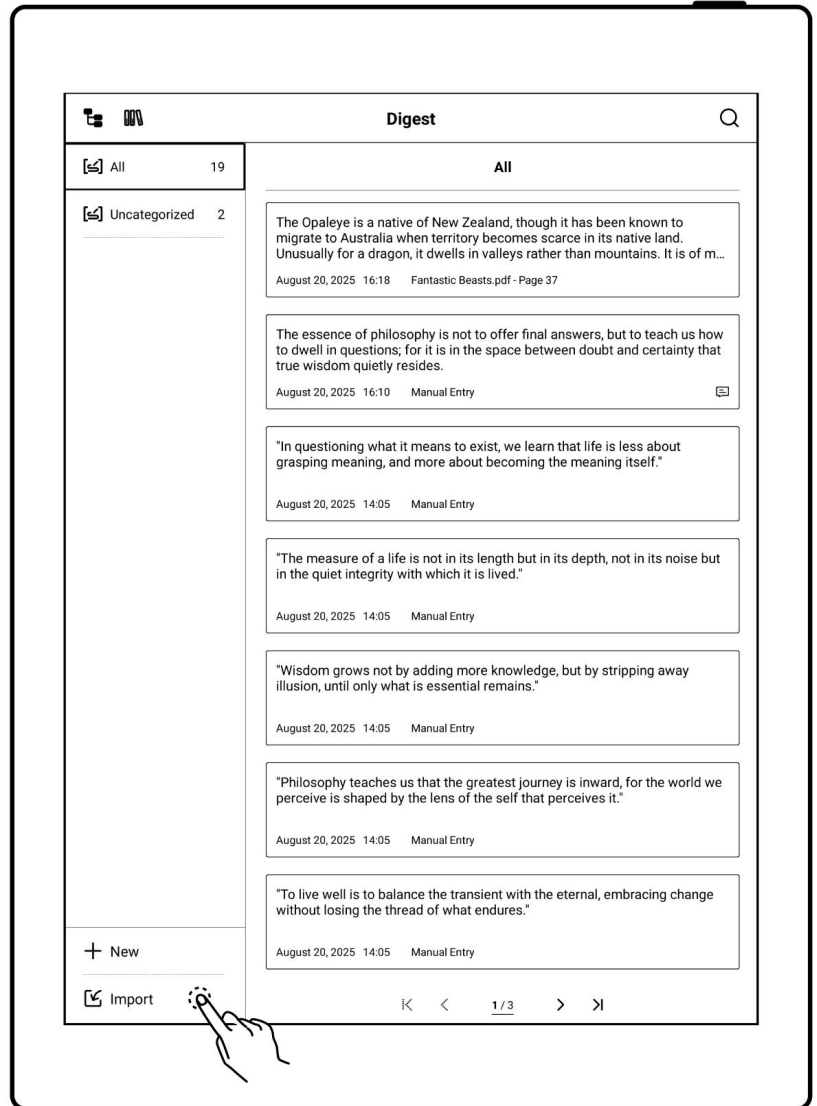 Digest
All 19
Uncategorized 2
All
The Opaleye is a native of New Zealand, though it has been known to
migrate to Australia when territory becomes scarce in its native land.
Unusually for a dragon, it dwells in valleys rather than mountains. It is of m...
August 20, 2025 16:18 Fantastic Beasts.pdf - Page 37
The essence of philosophy is not to offer final answers, but to teach us how
to dwell in questions; for it is in the space between doubt and certainty that
true wisdom quietly resides.
August 20, 2025 16:10 Manual Entry
"In questioning what it means to exist, we learn that life is less about
grasping meaning, and more about becoming the meaning itself."
August 20, 2025 14:05 Manual Entry
"The measure of a life is not in its length but in its depth, not in its noise but
in the quiet integrity with which it is lived."
August 20, 2025 14:05 Manual Entry
"Wisdom grows not by adding more knowledge, but by stripping away
illusion, until only what is essential remains."
August 20, 2025 14:05 Manual Entry
"Philosophy teaches us that the greatest journey is inward, for the world we
perceive is shaped by the lens of the self that perceives it."
August 20, 2025 14:05 Manual Entry
"To live well is to balance the transient with the eternal, embracing change
without losing the thread of what endures."
August 20, 2025 14:05 Manual Entry
New
Import
1 / 3